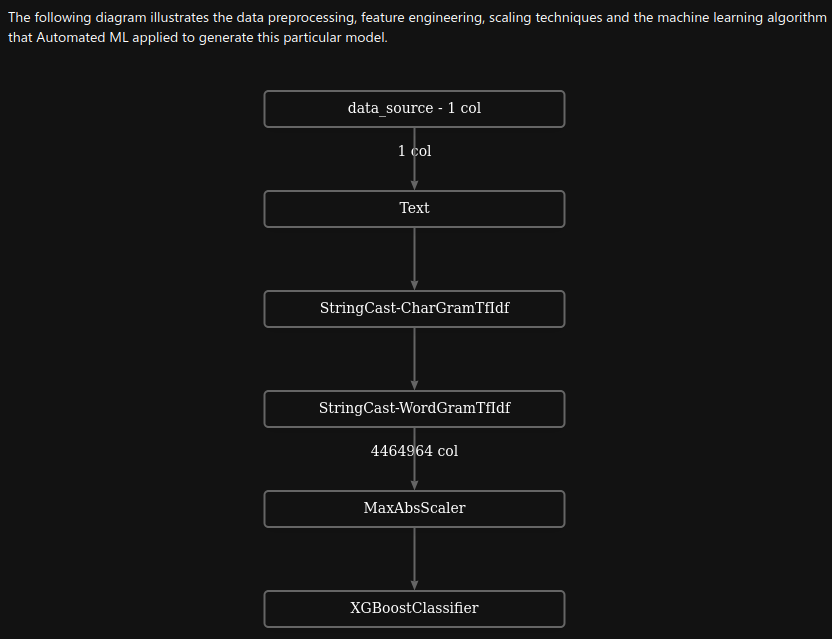 The following diagram illustrates the data preprocessing, feature engineering, scaling techniques and the machine learning algorithm
that Automated ML applied to generate this particular model.
data_source - 1 col
1 col
Text
StringCast-CharGramTfIdf
StringCast-WordGramTfIdf
4464964 col
MaxAbsScaler
XGBoostClassifier